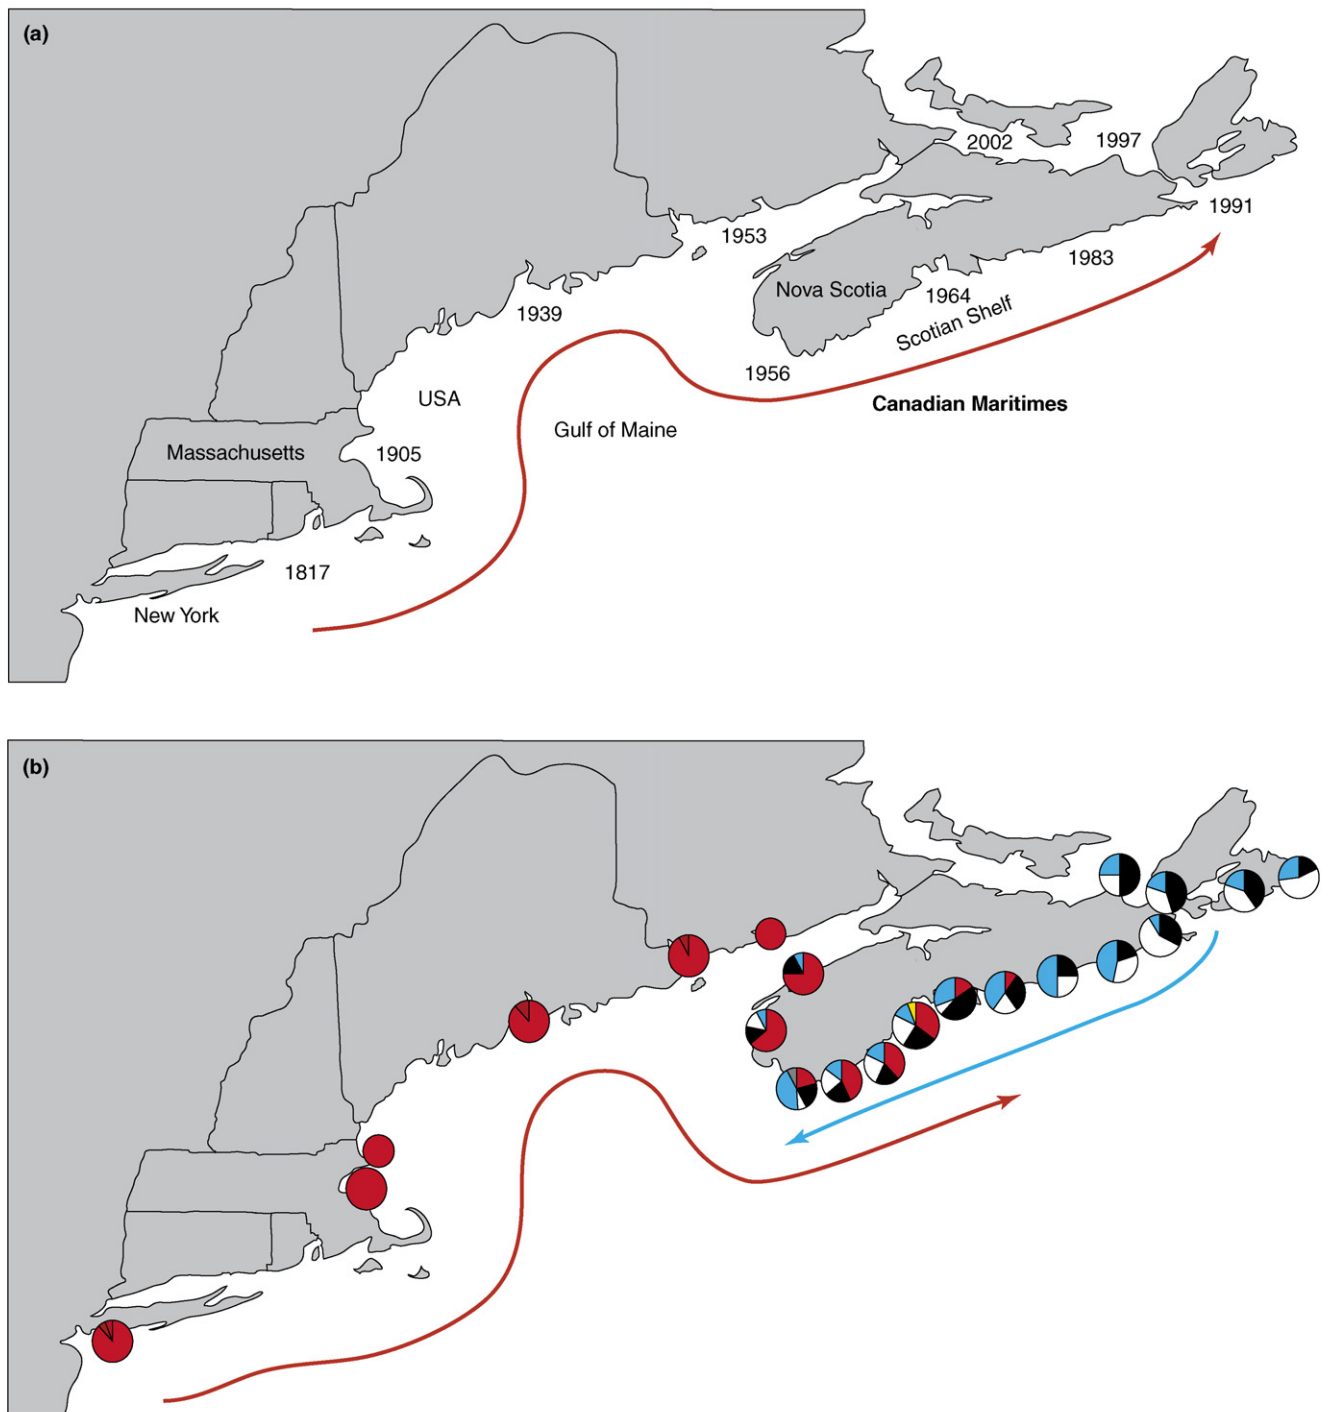 (a)
2002
1997
1991
1953
1983
Nova Scotia
1964
1939
Scotian Shelf
1956
USA
Canadian Maritimes
Gulf of Maine
Massachusetts
1905
1817
New York
(b)